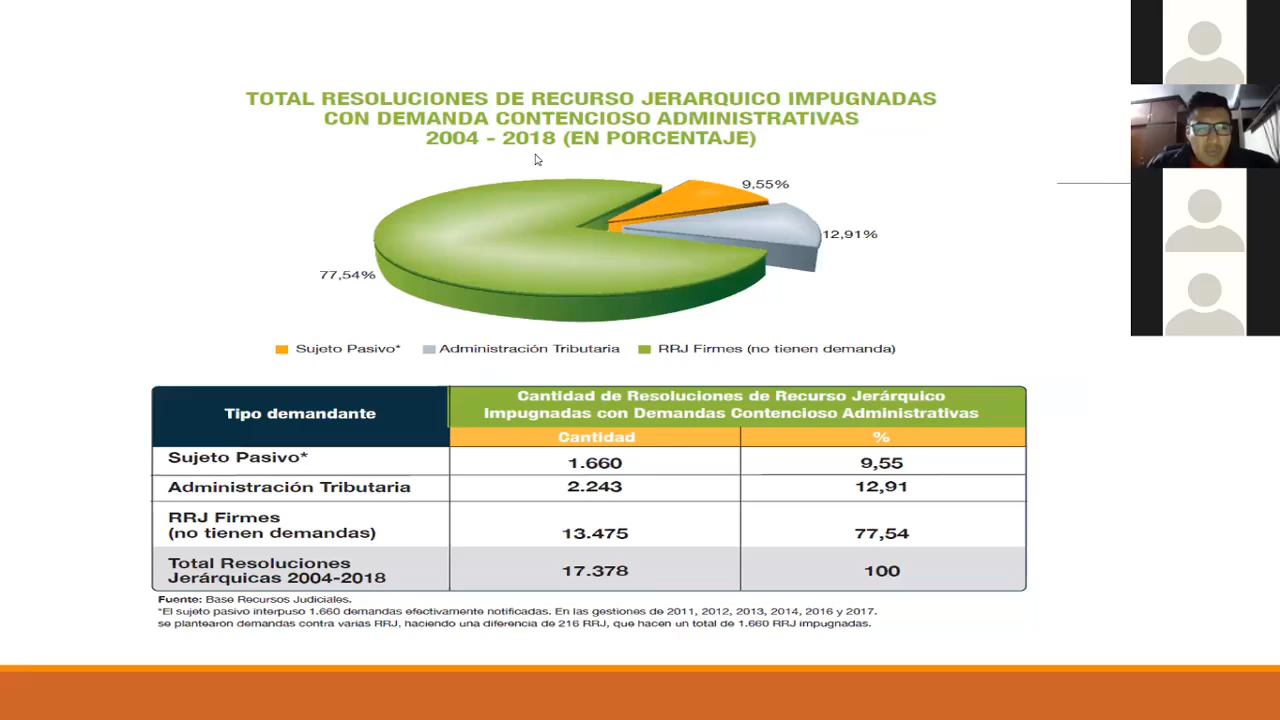 TOTAL RESOLUCIONES DE RECURSO JERARQUICO IMPUGNADAS
CON DEMANDA CONTENCIOSO ADMINISTRATIVAS
2004 - 2018 (EN PORCENTAJE)
9,55%
12,91%
77,54%
Sujeto Pasivo*
Administración Tributaria
RRJ Firmes (no tienen demanda)
Tipo demandante
Cantidad de Resoluciones de Recurso Jerárquico
Impugnadas con Demandas Contencioso Administrativas
Cantidad %
Sujeto Pasivo* 1.660 9,55
Administración Tributaria 2.243 12,91
RRJ Firmes
(no tienen demandas) 13.475 77,54
Total Resoluciones
Jerárquicas 2004-2018 17.378 100
Fuente: Base Recursos Judiciales.
*El sujeto pasivo interpuso 1.660 demandas efectivamente notificadas. En las gestiones de 2011, 2012, 2013, 2014, 2016 y 2017.
se plantearon demandas contra varias RRJ, haciendo una diferencia de 216 RRJ, que hacen un total de 1.660 RRJ impugnadas.